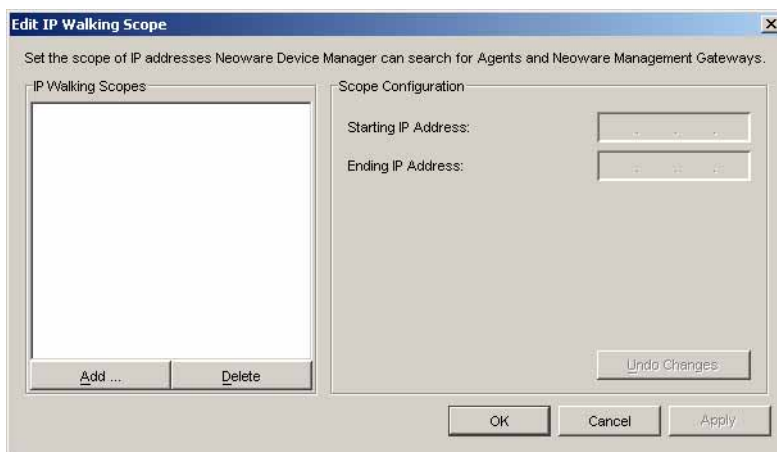 Edit IP Walking Scope
Set the scope of IP addresses Neoware Device Manager can search for Agents and Neoware Management Gateways.
IP Walking Scopes
Scope Configuration
Starting IP Address:
Ending IP Address:
Add ...
Delete
Undo Changes
OK
Cancel
Apply